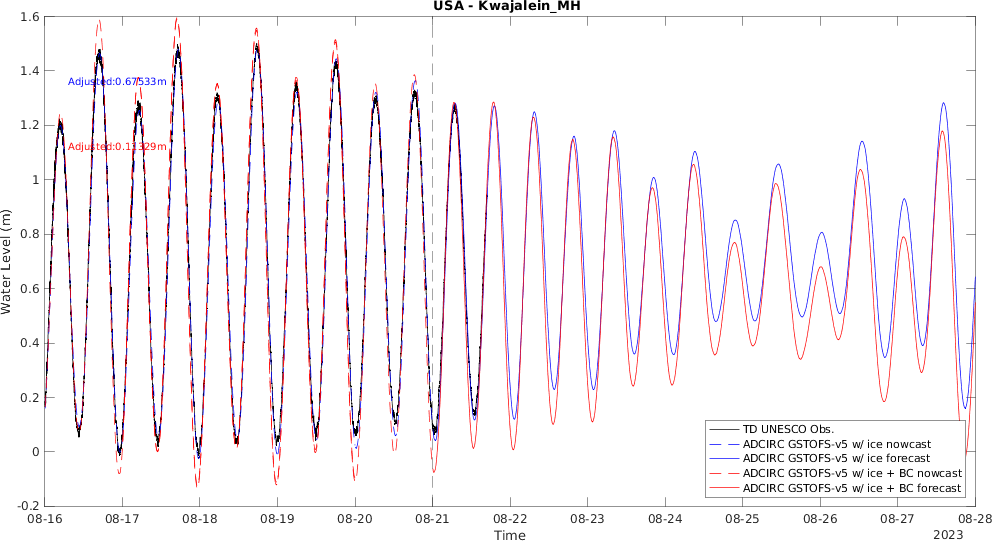 USA - Kwajalein_MH
1.6
1.4
1.2
1
0.8
0.6
0.4
0.2
0
-0.2
Water Level (m)
Adjusted:0.67533m
Adjusted:0.13329m
TD UNESCO Obs.
ADCIRC GSTOFS-v5 w/ ice nowcast
ADCIRC GSTOFS-v5 w/ ice forecast
ADCIRC GSTOFS-v5 w/ ice + BC nowcast
ADCIRC GSTOFS-v5 w/ ice + BC forecast
08-16 08-17 08-18 08-19 08-20 08-21 08-22 08-23 08-24 08-25 08-26 08-27 08-28
Time
2023